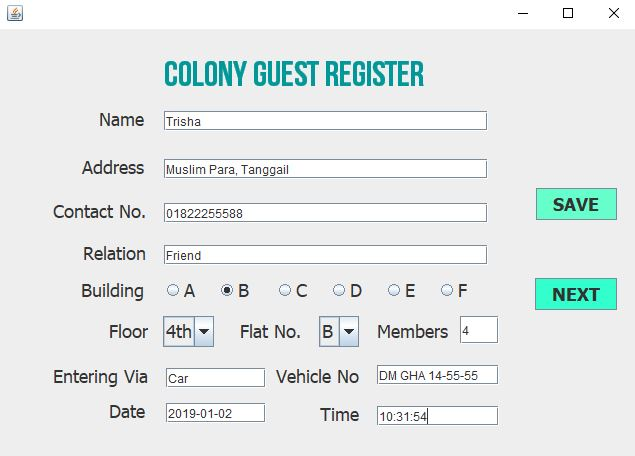 COLONY GUEST REGISTER
Name Trisha
Address Muslim Para, Tanggail
Contact No. 01822255588
SAVE
Relation Friend
Building A B C D E F
NEXT
Floor 4th Flat No. B Members 4
Entering Via Car Vehicle No DM GHA 14-55-55
Date 2019-01-02 Time 10:31:54